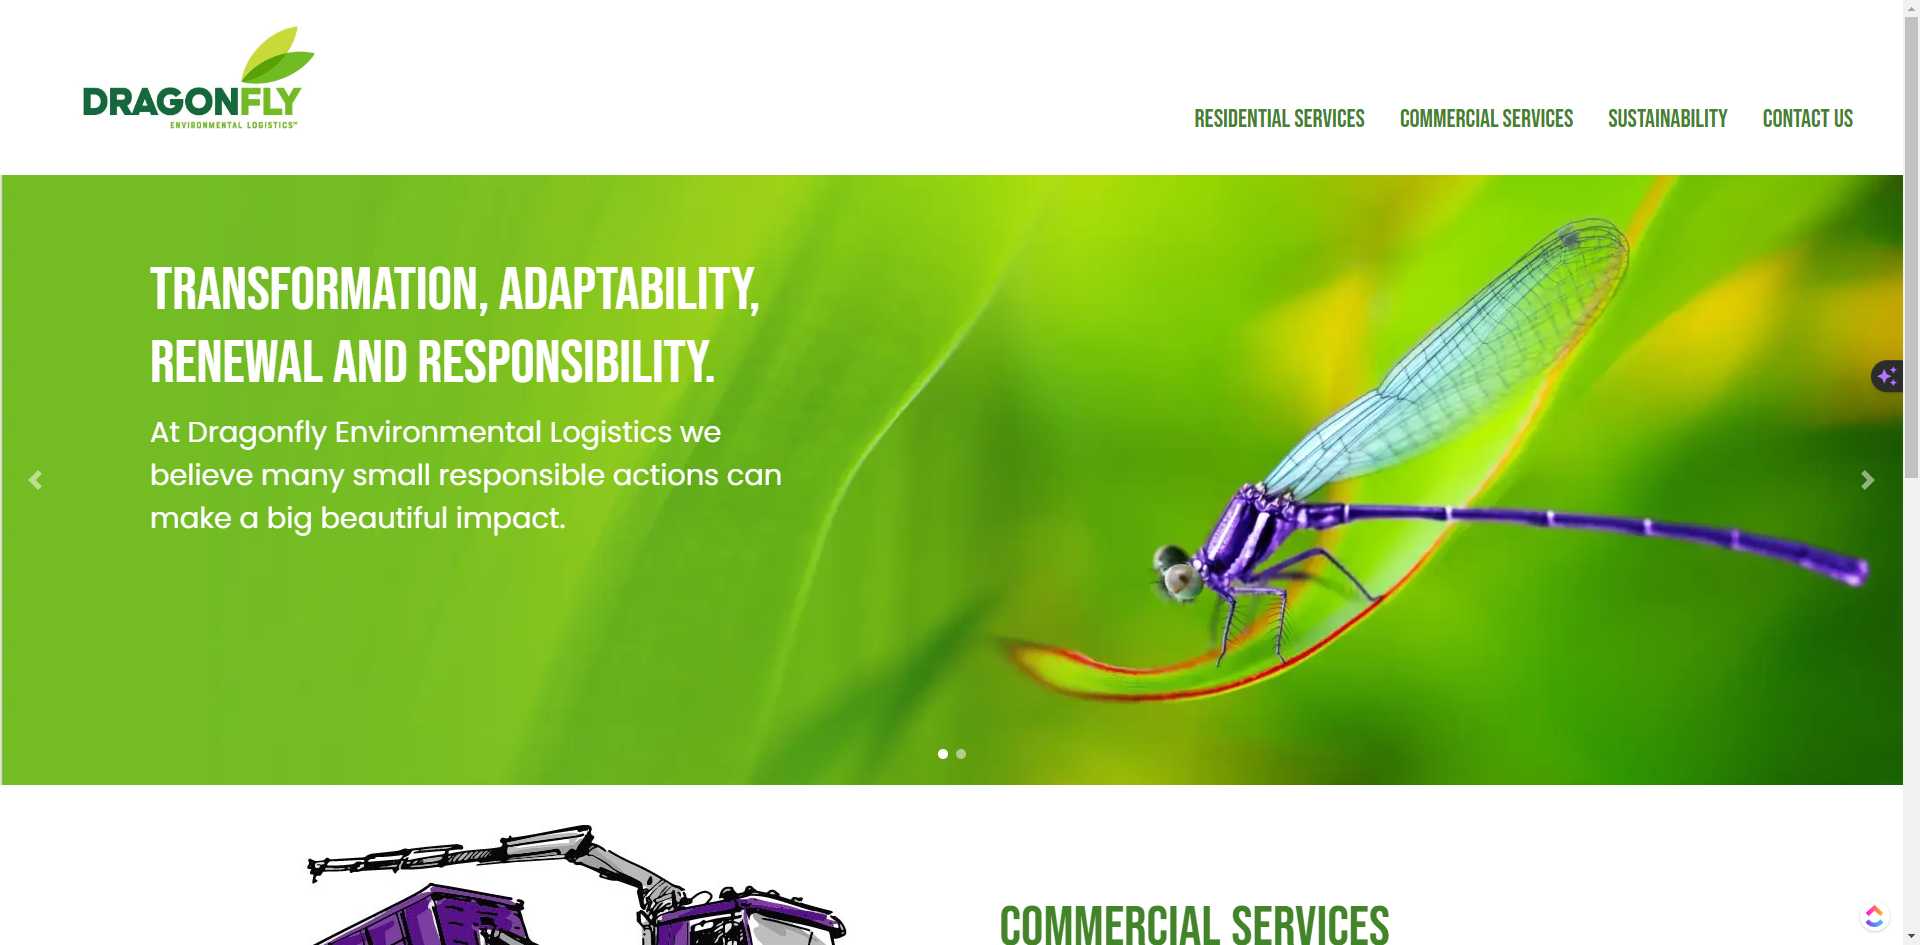 DRAGONFLY
ENVIRONMENTAL LOGISTICS™
RESIDENTIAL SERVICES
COMMERCIAL SERVICES
SUSTAINABILITY
CONTACT US
TRANSFORMATION, ADAPTABILITY,
RENEWAL AND RESPONSIBILITY.
At Dragonfly Environmental Logistics we
believe many small responsible actions can
make a big beautiful impact.
COMMERCIAL SERVICES